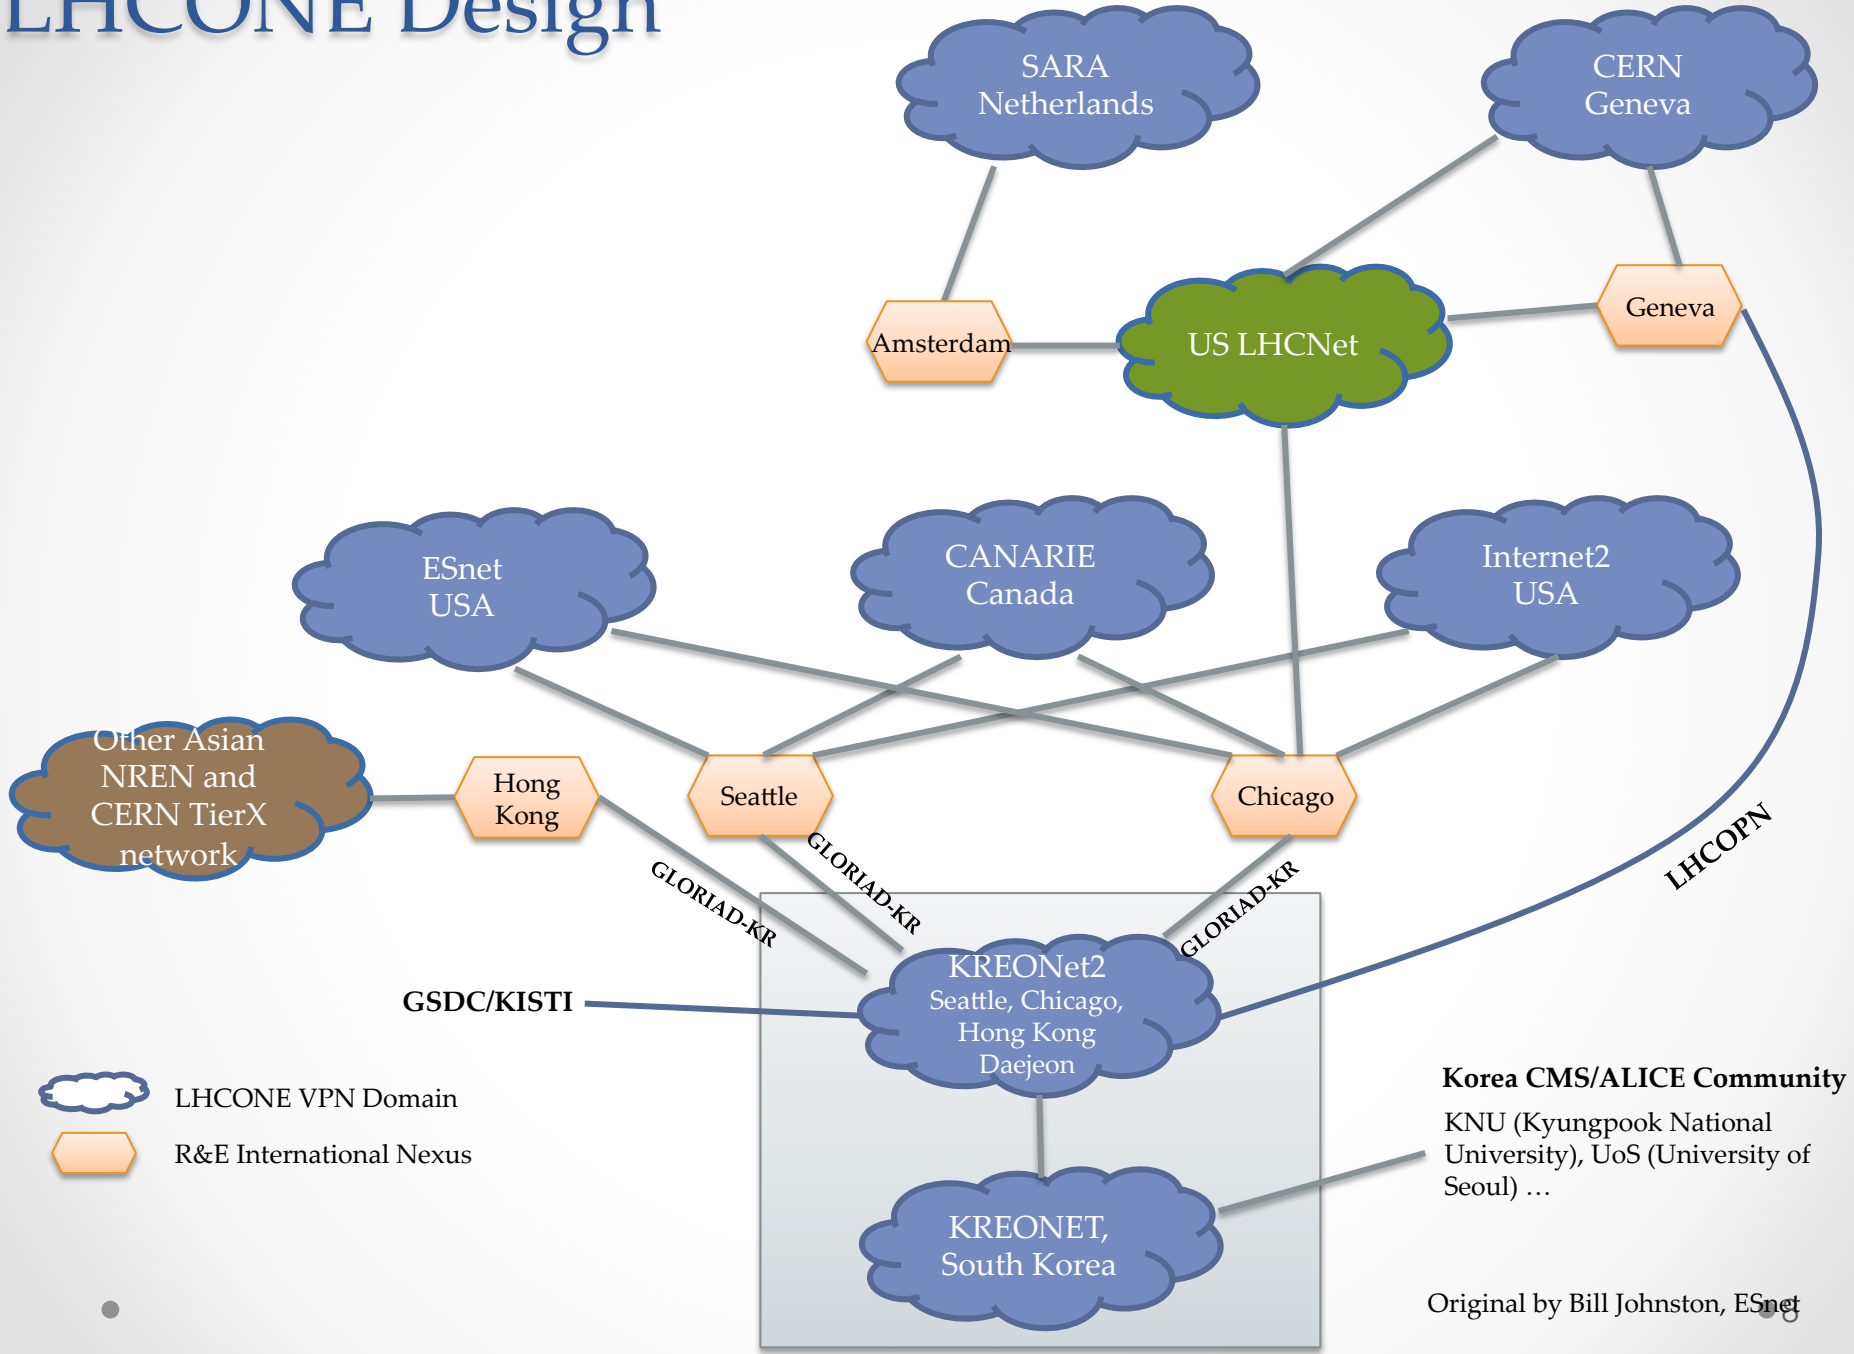 LHCONE Design
SARA
Netherlands
CERN
Geneva
Amsterdam
US LHCNet
Geneva
ESnet
USA
CANARIE
Canada
Internet2
USA
Other Asian
NREN and
CERN TierX
network
Hong
Kong
Seattle
Chicago
GLORIAD-KR
GLORIAD-KR
GLORIAD-KR
LHCOPN
KREONet2
Seattle, Chicago,
Hong Kong
Daejeon
GSDC/KISTI
LHCONE VPN Domain
R&E International Nexus
Korea CMS/ALICE Community
KNU (Kyungpook National
University), UoS (University of
Seoul) …
KREONET,
South Korea
Original by Bill Johnston, ESnet
8